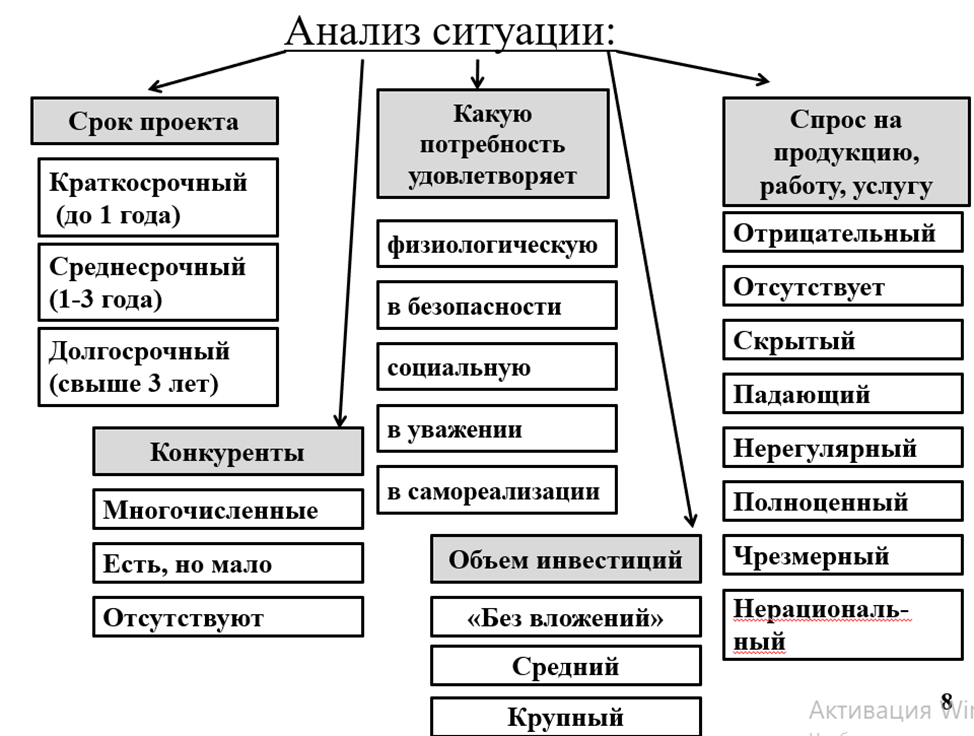 Анализ ситуации:
Срок проекта
Краткосрочный
(до 1 года)
Среднесрочный
(1-3 года)
Долгосрочный
(свыше 3 лет)
Конкуренты
Многочисленные
Есть, но мало
Отсутствуют
Какую
потребность
удовлетворяет
физиологическую
в безопасности
социальную
в уважении
в самореализации
Объем инвестиций
«Без вложений»
Средний
Крупный
Спрос на
продукцию,
работу, услугу
Отрицательный
Отсутствует
Скрытый
Падающий
Нерегулярный
Полноценный
Чрезмерный
Нерациональ-
ный
8
Активация Win